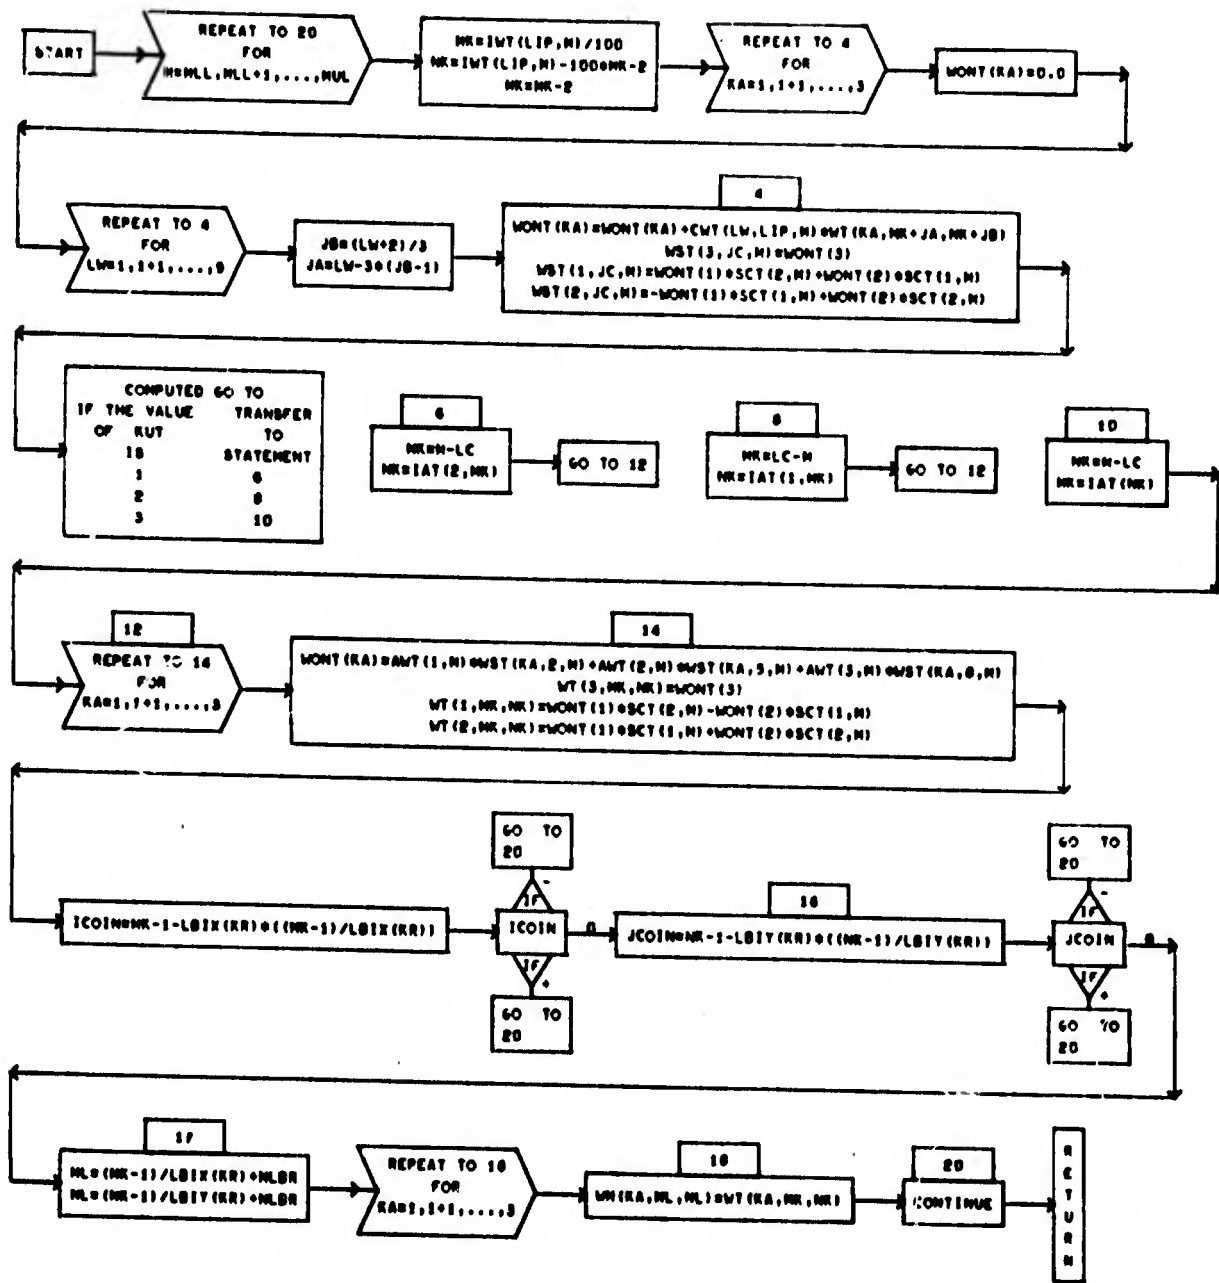 START
REPEAT TO 20
FOR
M=MLL,MLL+1,...,MUL
MK=IWT(LIP,M)/100
NK=IWT(LIP,M)-100*MK-2
MK=MK-2
REPEAT TO 4
FOR
KA=1,1+1,...,3
WONT(KA)=0.0
REPEAT TO 4
FOR
LW=1,1+1,...,9
JB=(LW+2)/3
JA=LW-3*(JB-1)
4
WONT(KA)=WONT(KA)+CWT(LW,LIP,M)*WT(KA,MK+JA,NK+JB)
WST(3,JC,M)=WONT(3)
WST(1,JC,M)=WONT(1)*SCT(2,M)+WONT(2)*SCT(1,M)
WST(2,JC,M)=-WONT(1)*SCT(1,M)+WONT(2)*SCT(2,M)
COMPUTED GO TO
IF THE VALUE TRANSFER
OF KUT TO
IS STATEMENT
1 6
2 8
3 10
6
MK=M-LC
NK=IAT(2,MK)
GO TO 12
8
MK=LC-M
NK=IAT(1,MK)
GO TO 12
10
NK=M-LC
MK=IAT(NK)
12
REPEAT TO 14
FOR
KA=1,1+1,...,3
14
WONT(KA)=AWT(1,M)*WST(KA,2,M)+AWT(2,M)*WST(KA,5,M)+AWT(3,M)*WST(KA,8,M)
WT(3,MK,NK)=WONT(3)
WT(1,MK,NK)=WONT(1)*SCT(2,M)-WONT(2)*SCT(1,M)
WT(2,MK,NK)=WONT(1)*SCT(1,M)+WONT(2)*SCT(2,M)
GO TO
20
GO TO
20
IF -
IF -
16
ICOIN=MK-1-LBIX(KR)*((MK-1)/LBIX(KR))
ICOIN
0
JCOIN=NK-1-LBIY(KR)*((NK-1)/LBIY(KR))
JCOIN
0
IF +
IF +
GO TO
20
GO TO
20
17
ML=(MK-1)/LBIX(KR)+MLBR
NL=(NK-1)/LBIY(KR)+NLBR
REPEAT TO 18
FOR
KA=1,1+1,...,3
18
WM(KA,ML,NL)=WT(KA,MK,NK)
20
CONTINUE
RETURN